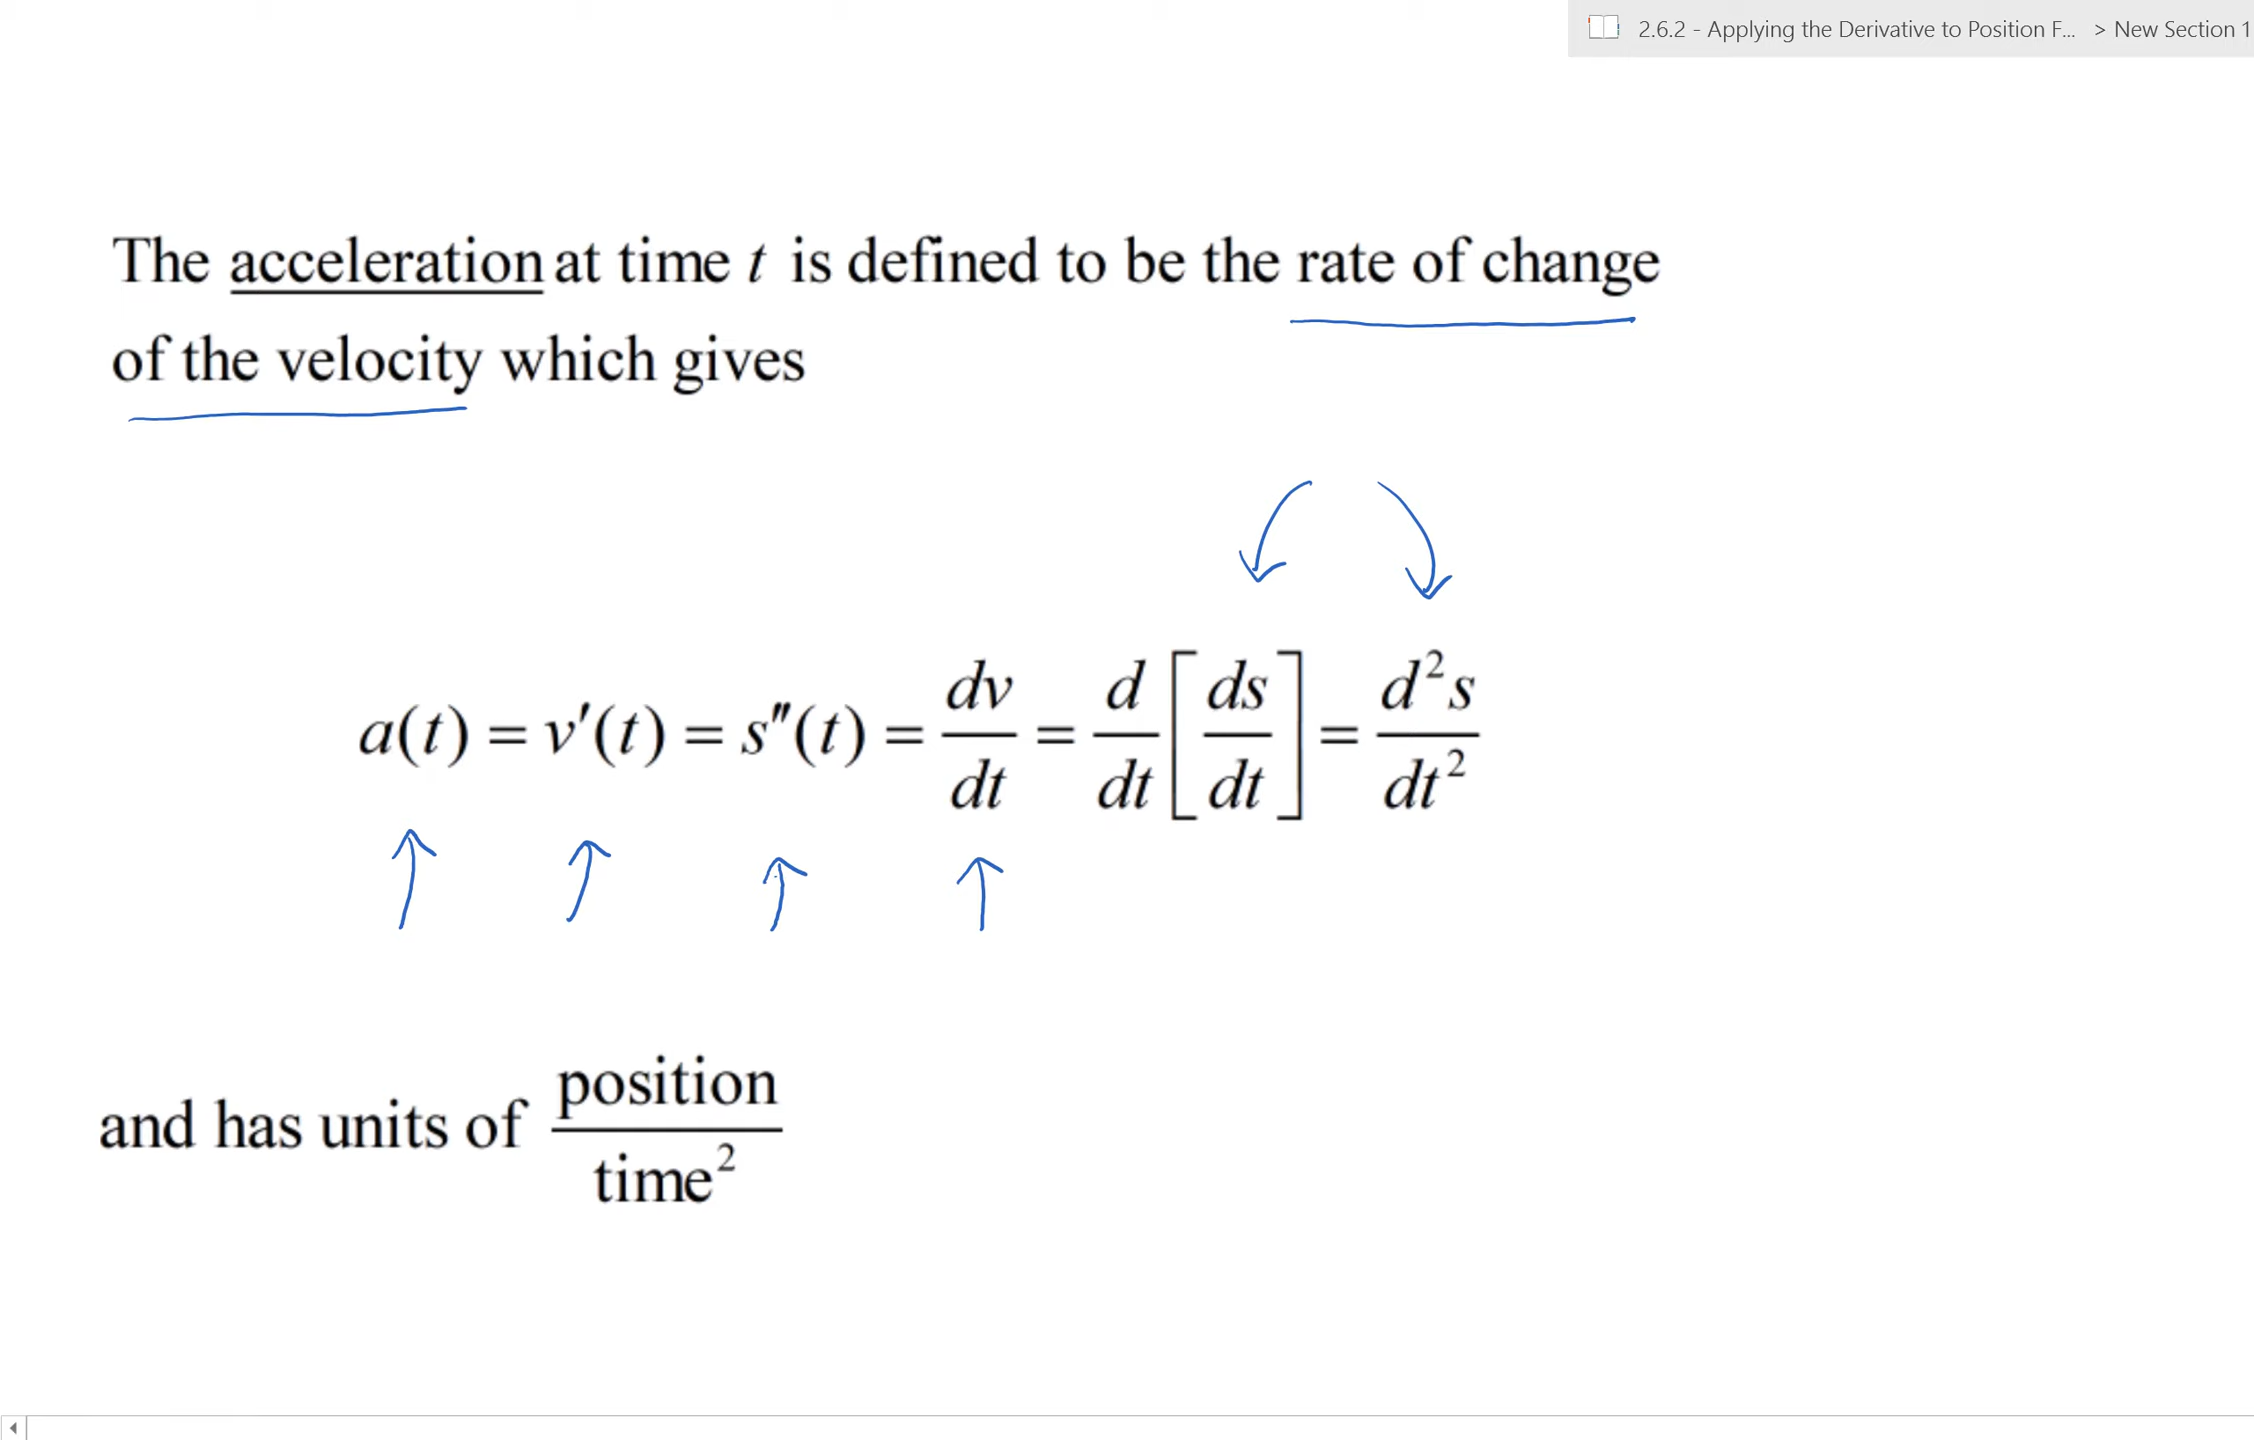 2.6.2 - Applying the Derivative to Position F... > New Section 1
The acceleration at time t is defined to be the rate of change
of the velocity which gives
a(t) = v′(t) = s″(t) = dv/dt = d/dt [ds/dt] = d²s/dt²
and has units of position/time²